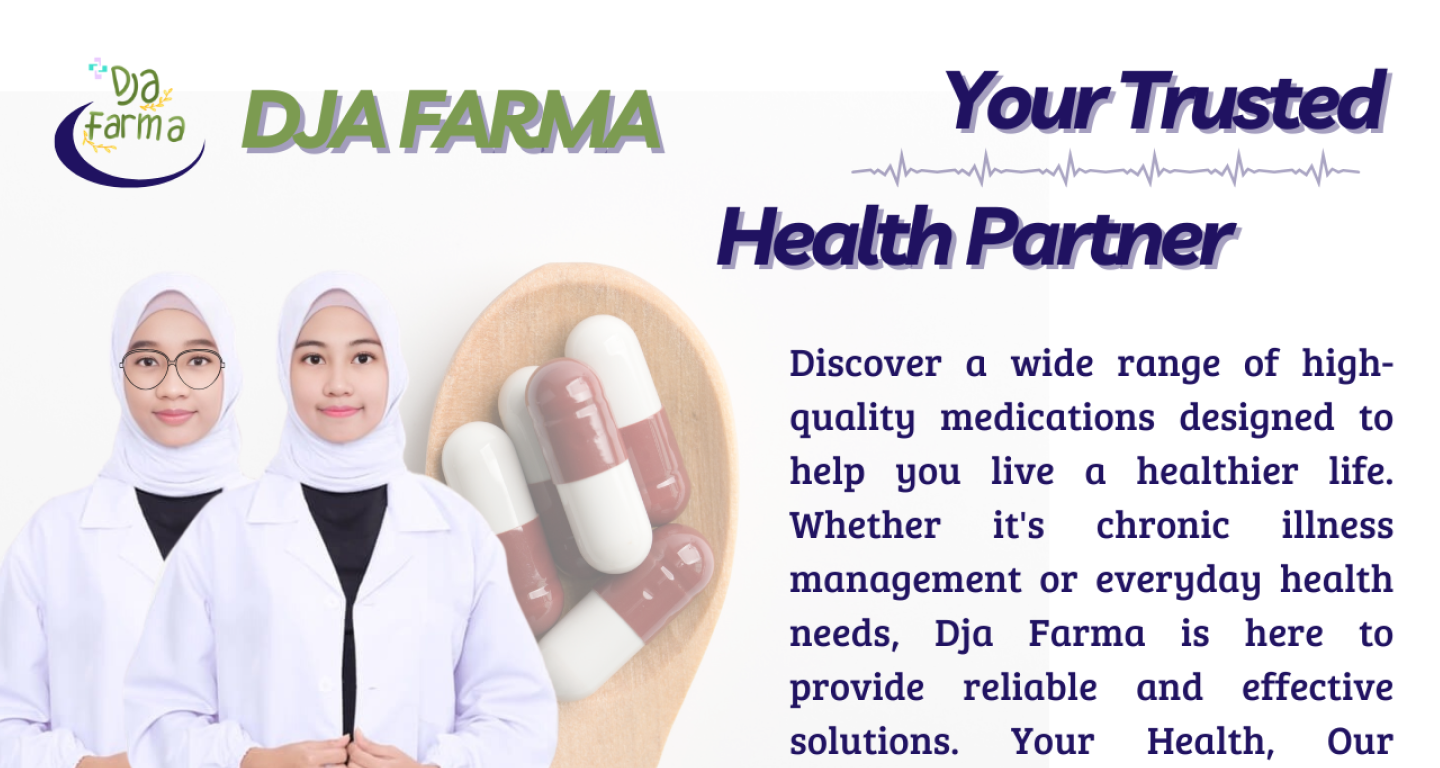 Dja
Farma
DJA FARMA
Your Trusted
Health Partner
Discover a wide range of high-
quality medications designed to
help you live a healthier life.
Whether it's chronic illness
management or everyday health
needs, Dja Farma is here to
provide reliable and effective
solutions. Your Health, Our